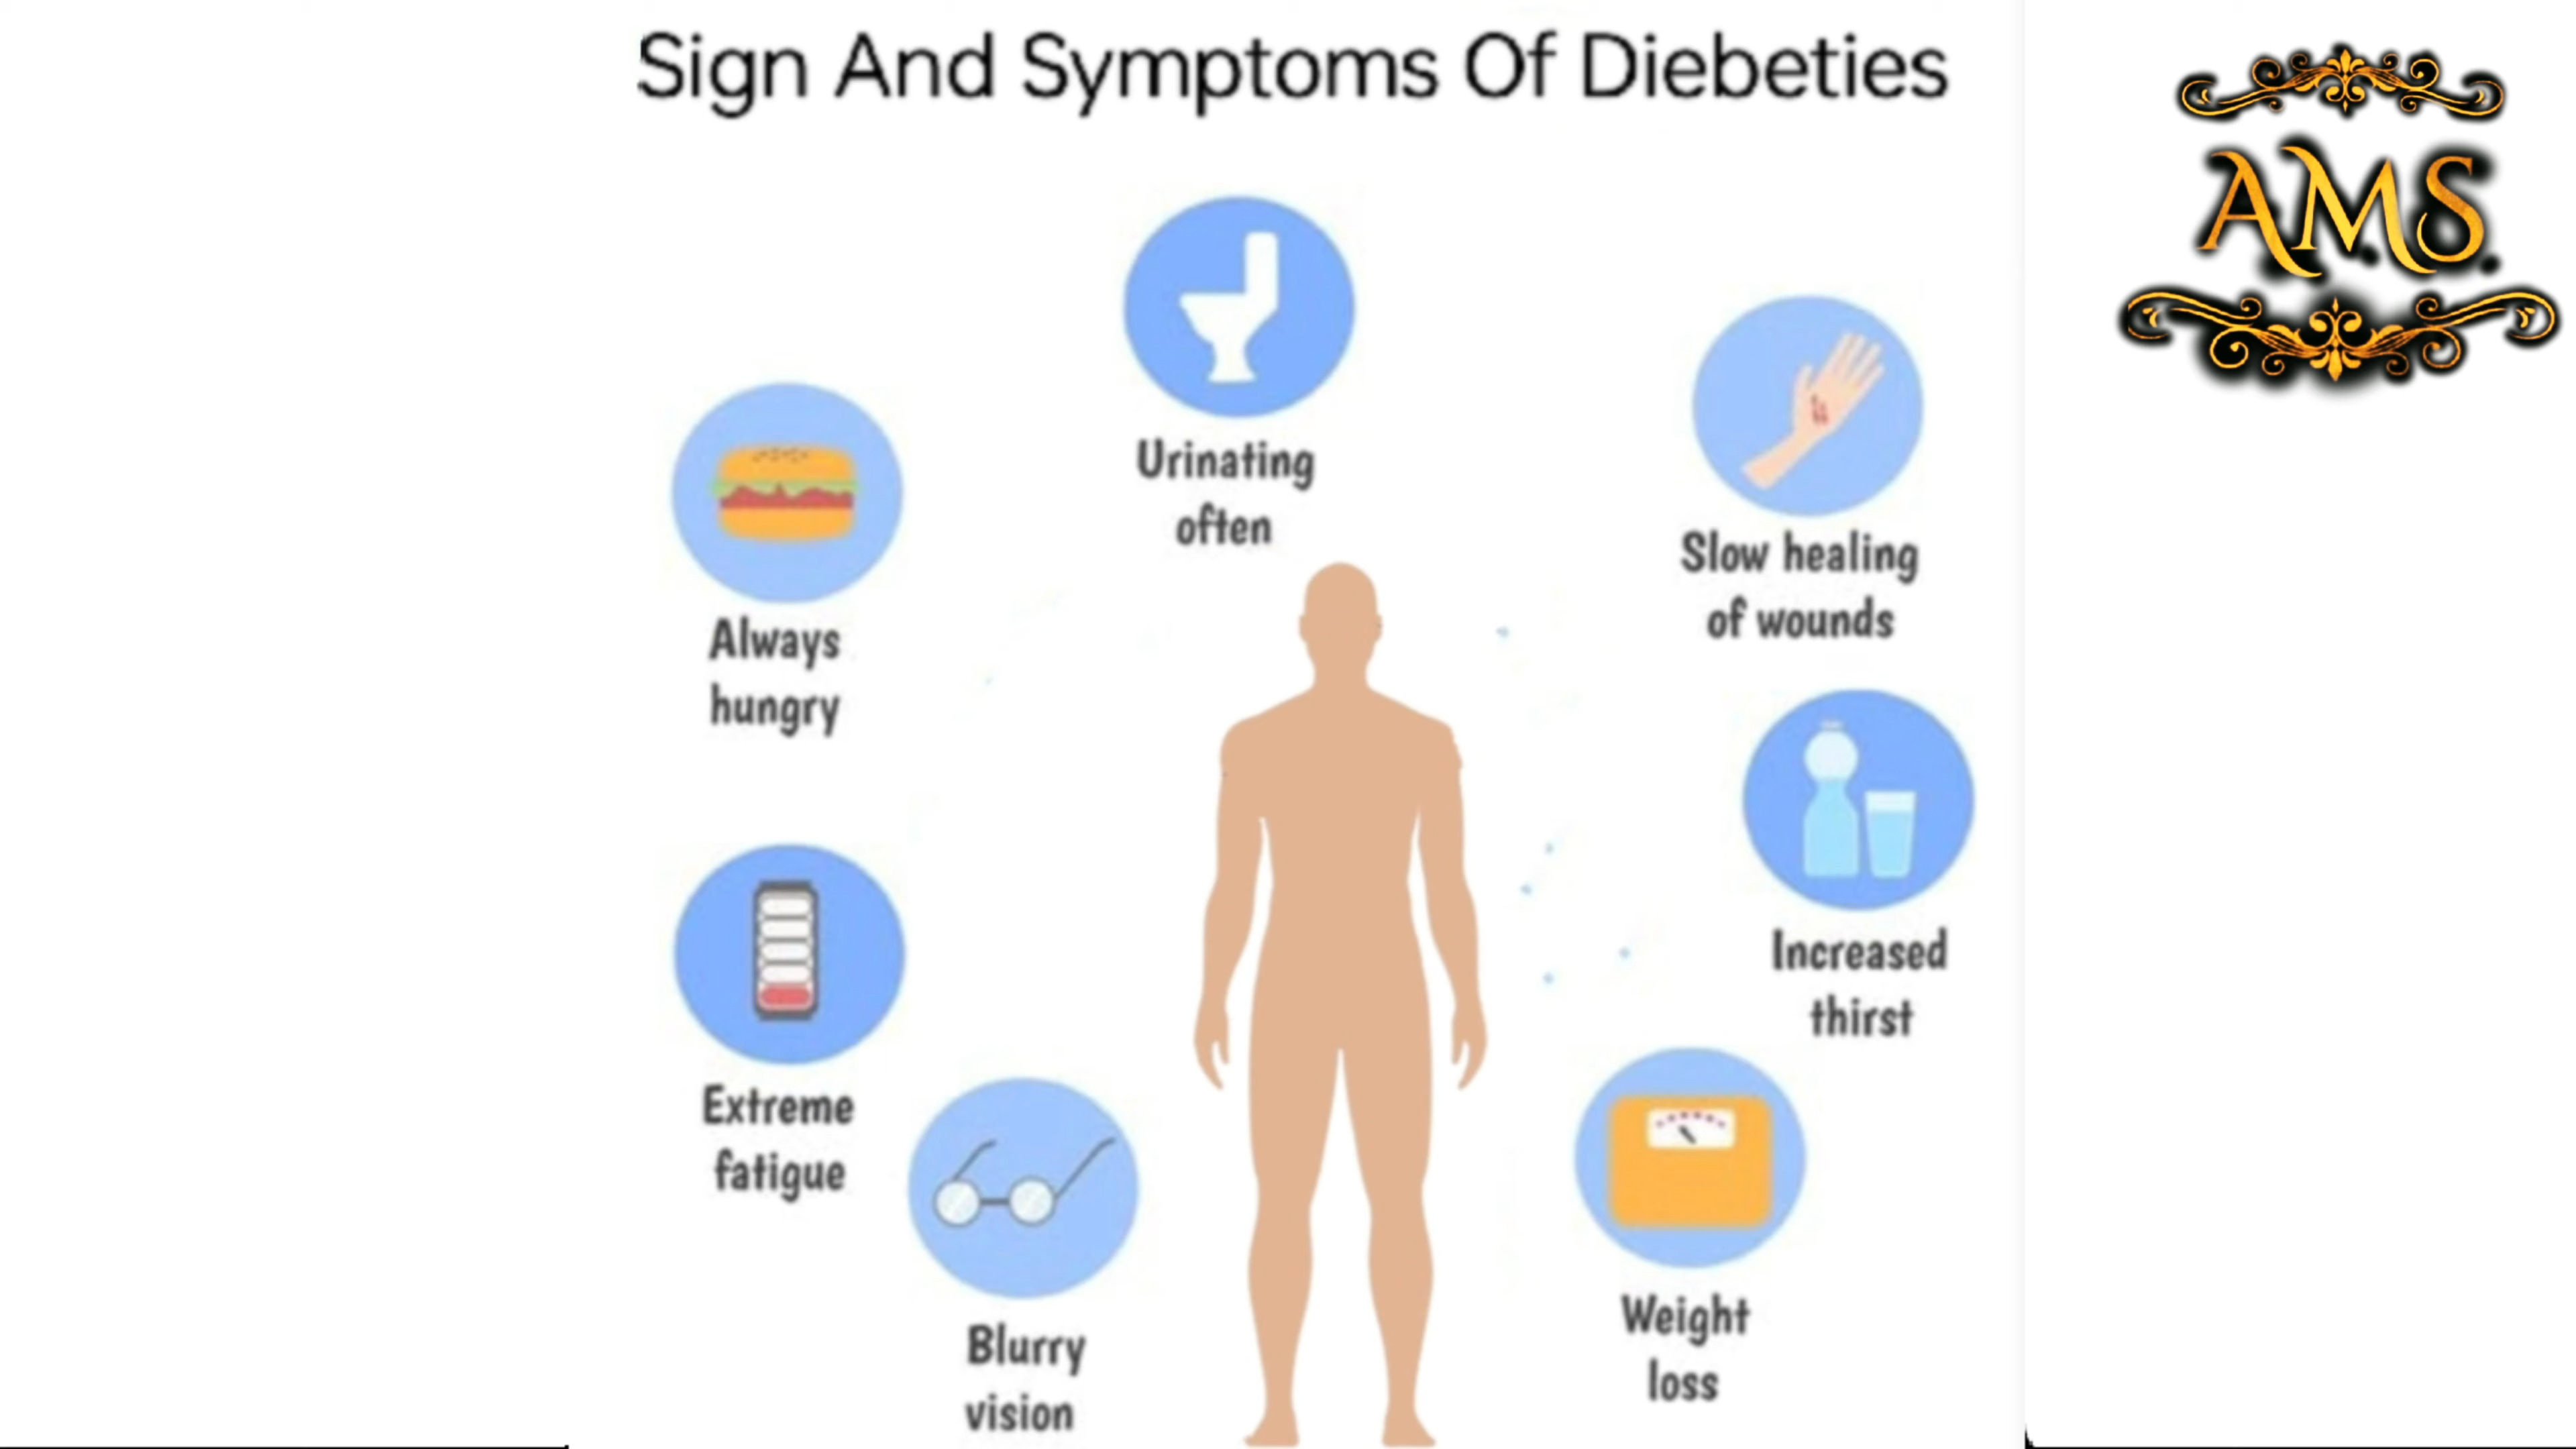 Sign And Symptoms Of Diebeties
A.M.S.
Urinating
often
Slow healing
of wounds
Always
hungry
Increased
thirst
Extreme
fatigue
Blurry
vision
Weight
loss